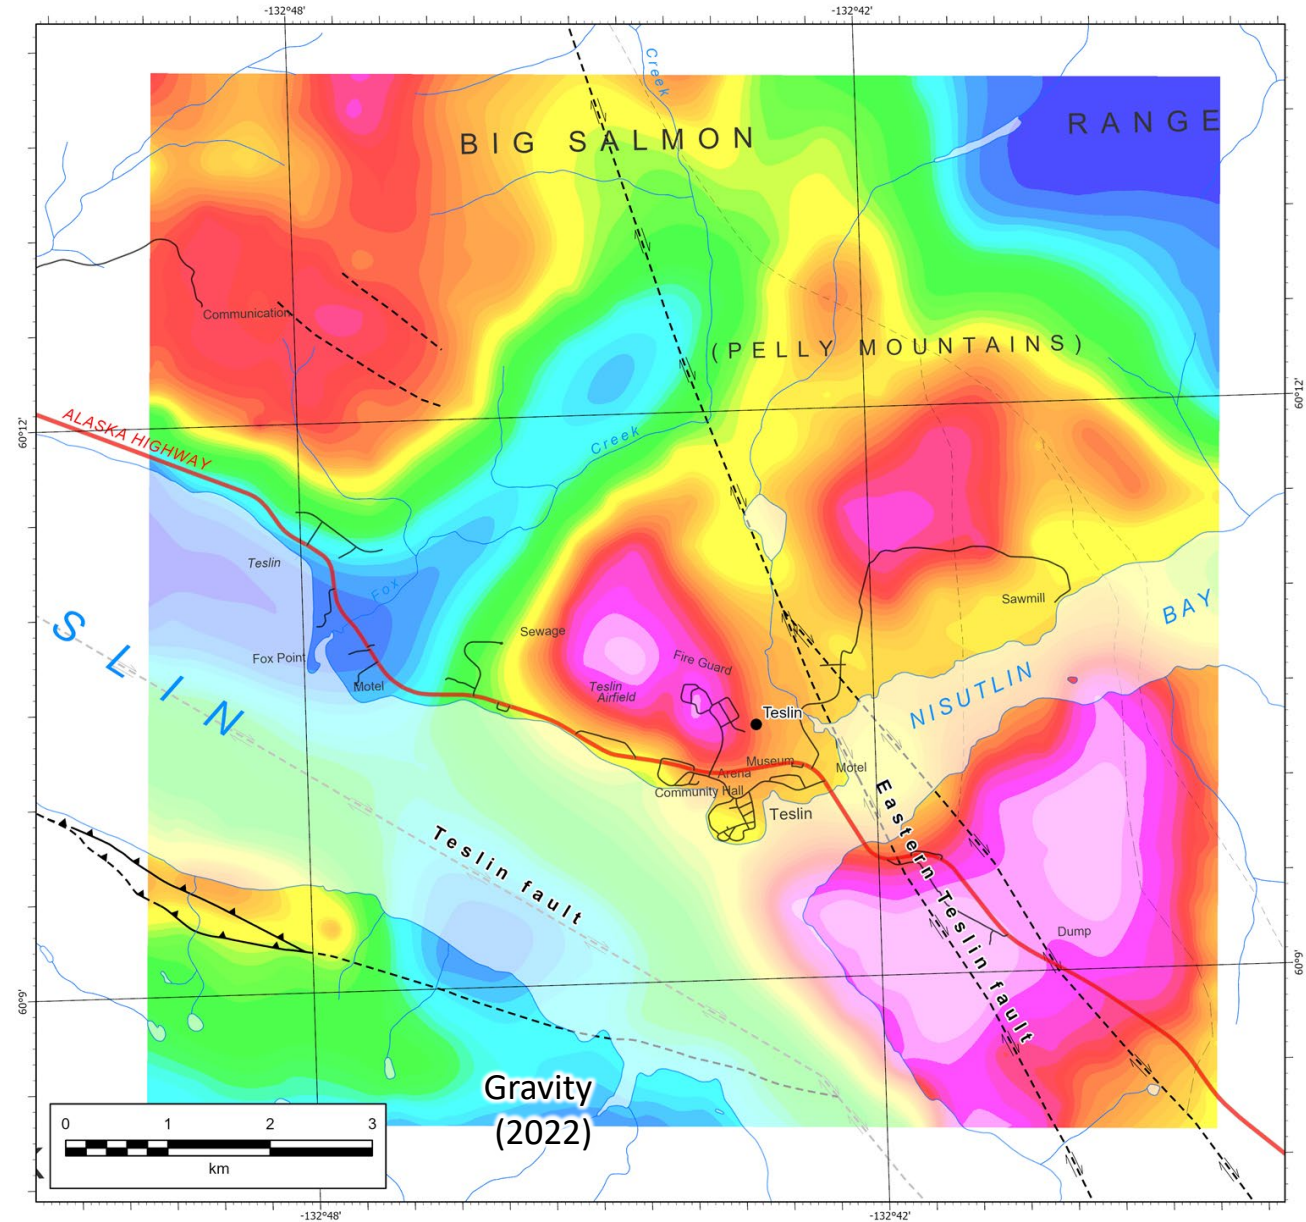 -132°48' -132°42'
Creek
BIG SALMON RANGE
Communication
(PELLY MOUNTAINS)
60°12' 60°12'
ALASKA HIGHWAY
Creek
Teslin
Fox
Sawmill
BAY
SLIN
Sewage
Fox Point
Fire Guard
Motel
Teslin
Airfield
NISUTLIN
Teslin
Museum
Motel
Arena
Community Hall
Teslin
Teslin fault
Eastern Teslin fault
Dump
60°9' 60°9'
Gravity
(2022)
0 1 2 3
km
-132°48' -132°42'